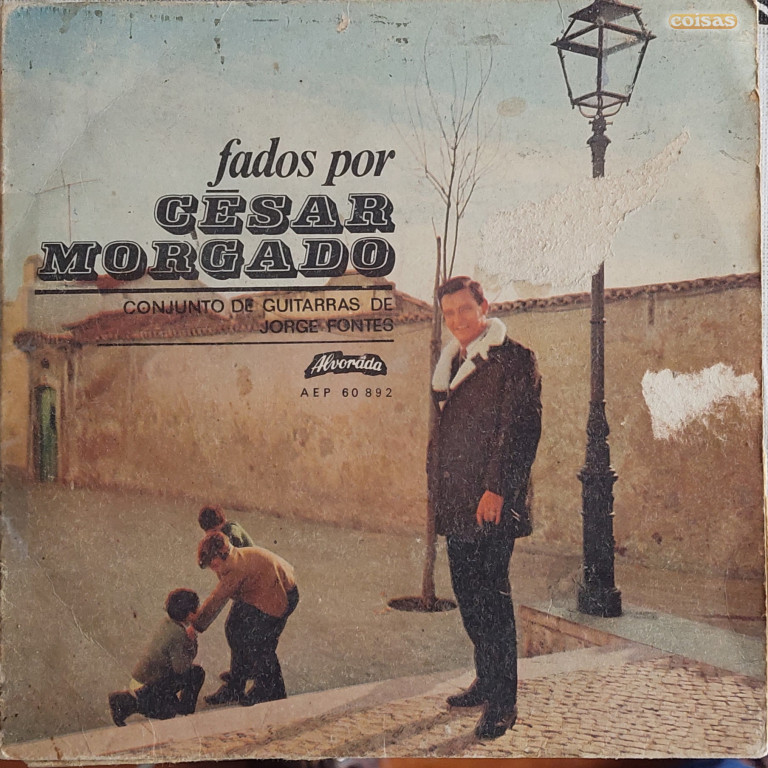 coisas
fados por
CÉSAR
MORGADO
CONJUNTO DE GUITARRAS DE
JORGE FONTES
Alvorada
AEP 60 892